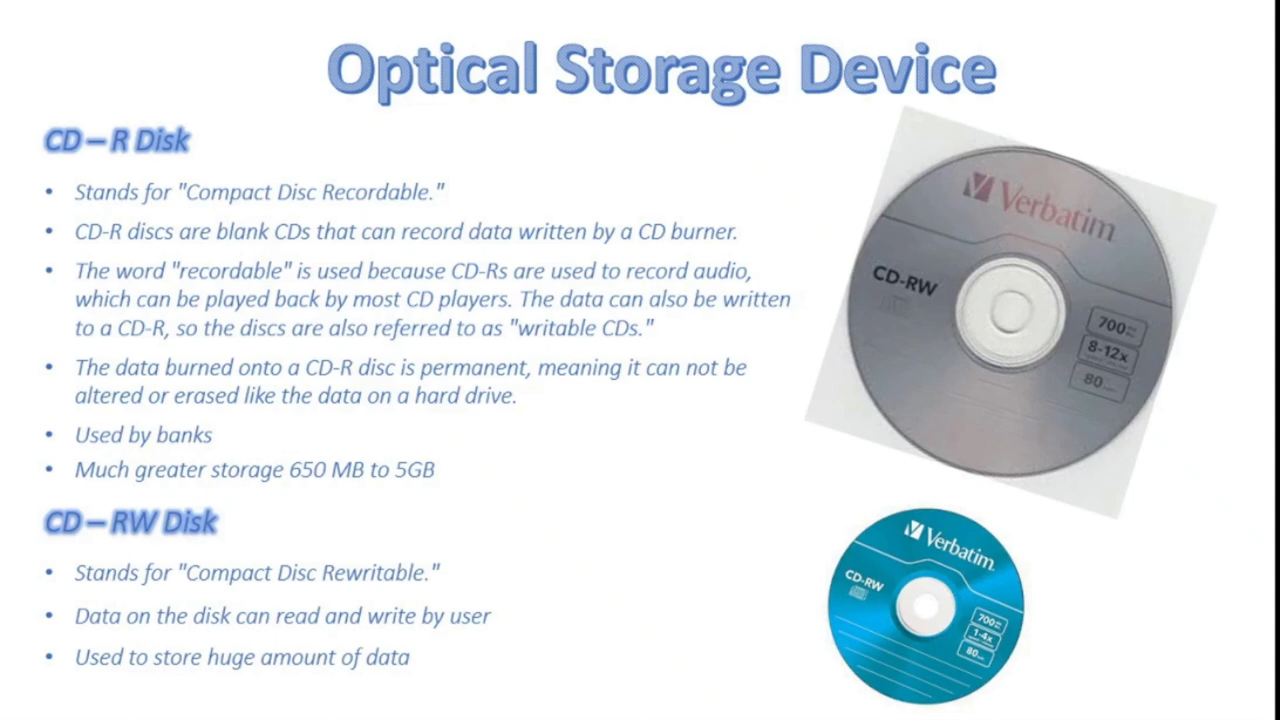 Optical Storage Device
CD – R Disk
• Stands for "Compact Disc Recordable."
• CD-R discs are blank CDs that can record data written by a CD burner.
• The word "recordable" is used because CD-Rs are used to record audio,
which can be played back by most CD players. The data can also be written
to a CD-R, so the discs are also referred to as "writable CDs."
• The data burned onto a CD-R disc is permanent, meaning it can not be
altered or erased like the data on a hard drive.
• Used by banks
• Much greater storage 650 MB to 5GB
CD – RW Disk
• Stands for "Compact Disc Rewritable."
• Data on the disk can read and write by user
• Used to store huge amount of data
Verbatim
CD-RW
700
8-12x
80
Verbatim.
CD-RW
700
1-4x
80